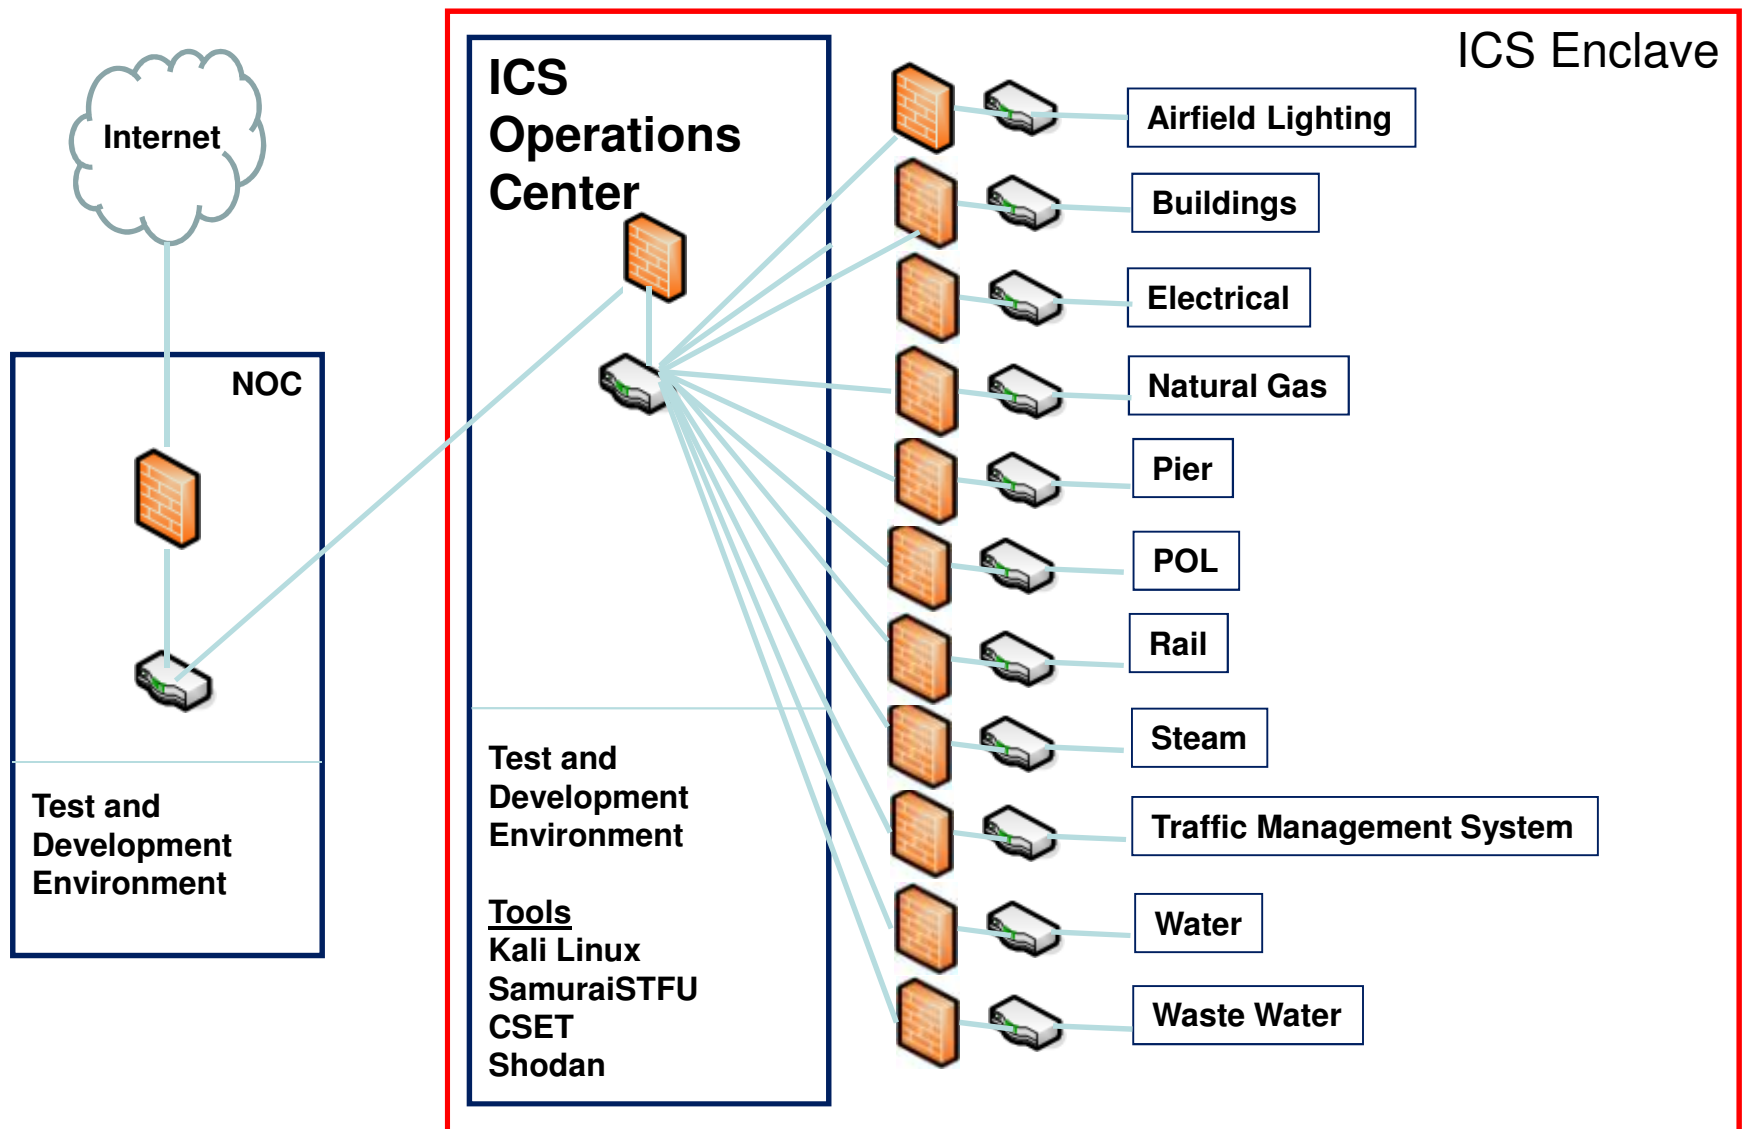 ICS Enclave
Internet
NOC
Test and
Development
Environment
ICS
Operations
Center
Test and
Development
Environment
Tools
Kali Linux
SamuraiSTFU
CSET
Shodan
Airfield Lighting
Buildings
Electrical
Natural Gas
Pier
POL
Rail
Steam
Traffic Management System
Water
Waste Water